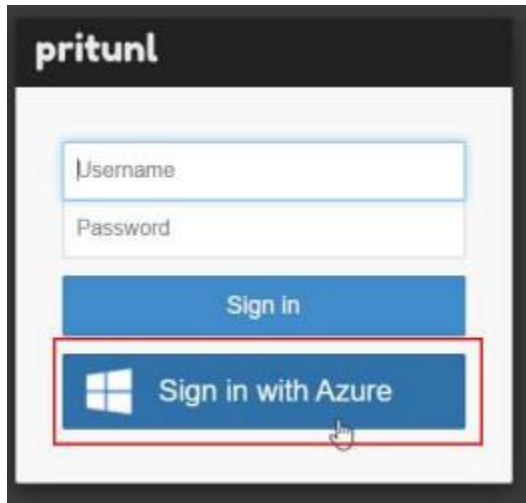 pritunl
Username
Password
Sign in
Sign in with Azure